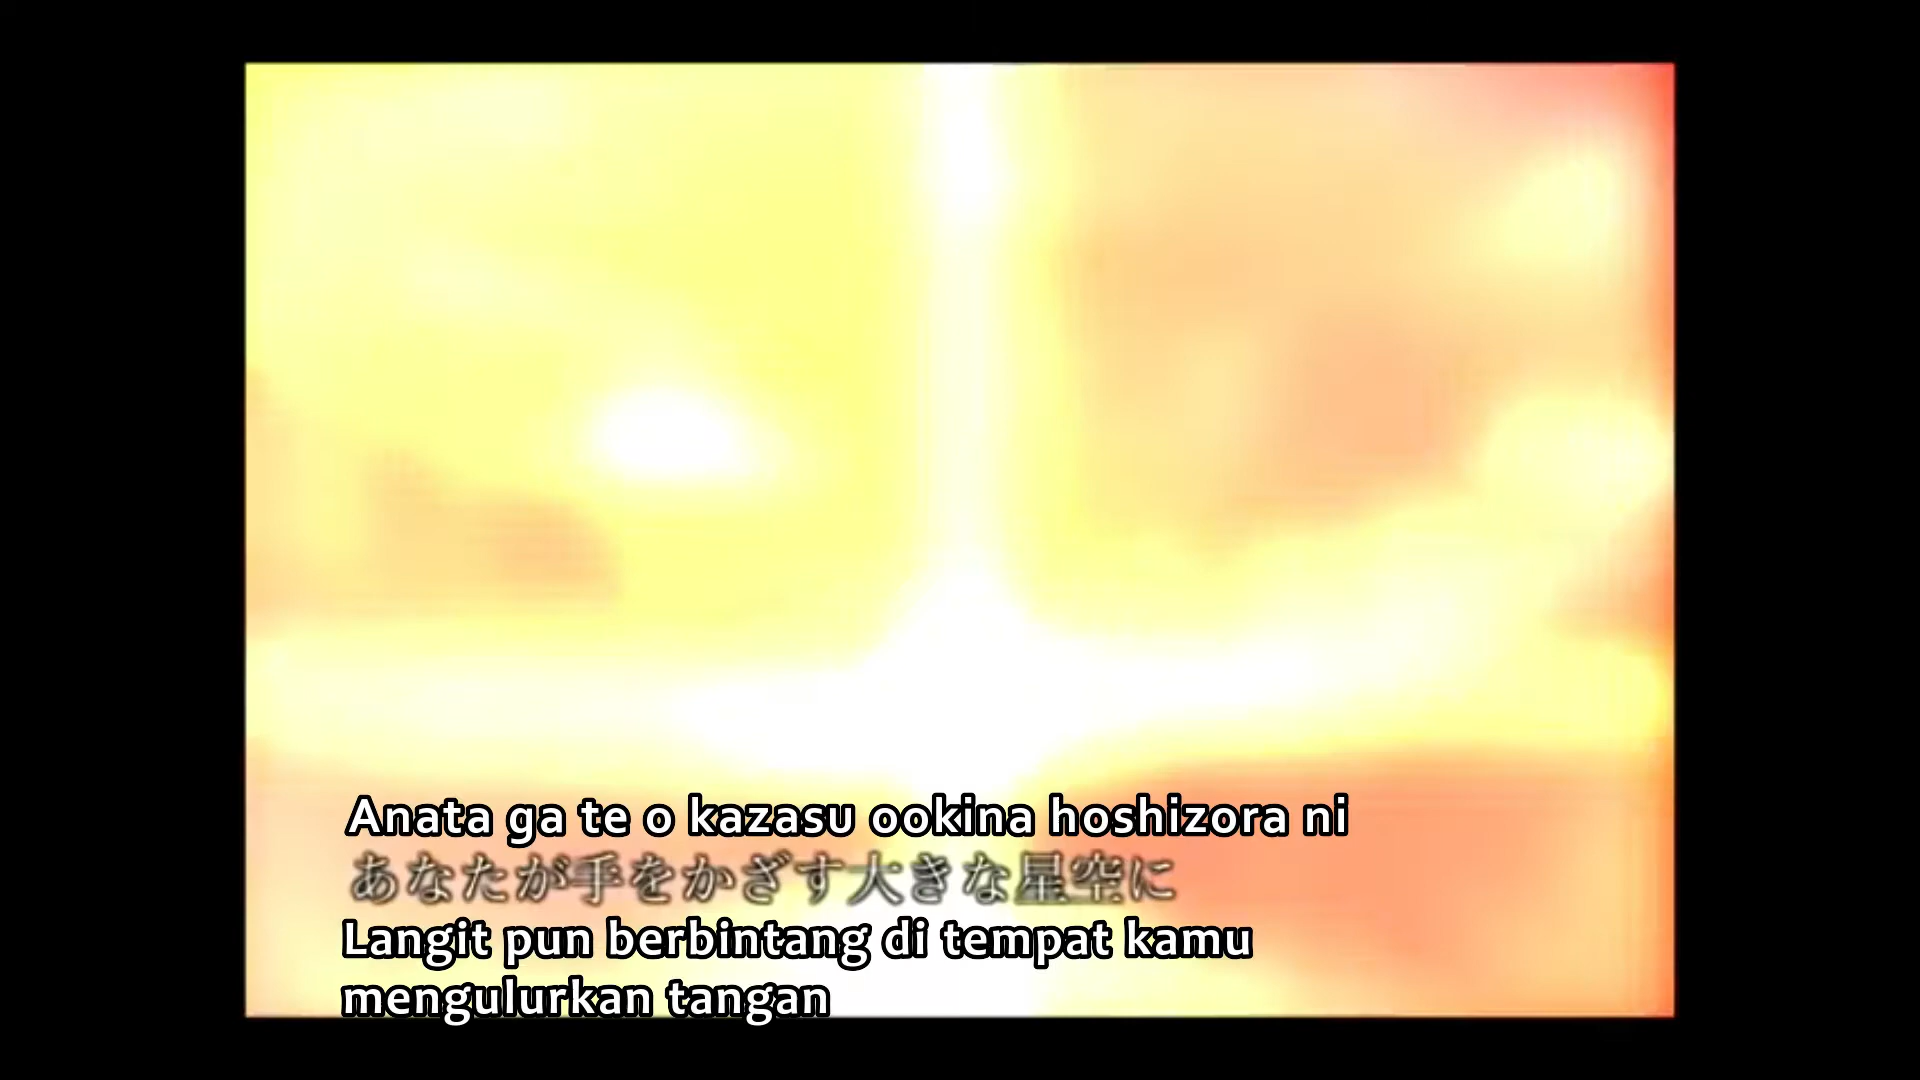 Anata ga te o kazasu ookina hoshizora ni
あなたが手をかざす大きな星空に
Langit pun berbintang di tempat kamu
mengulurkan tangan